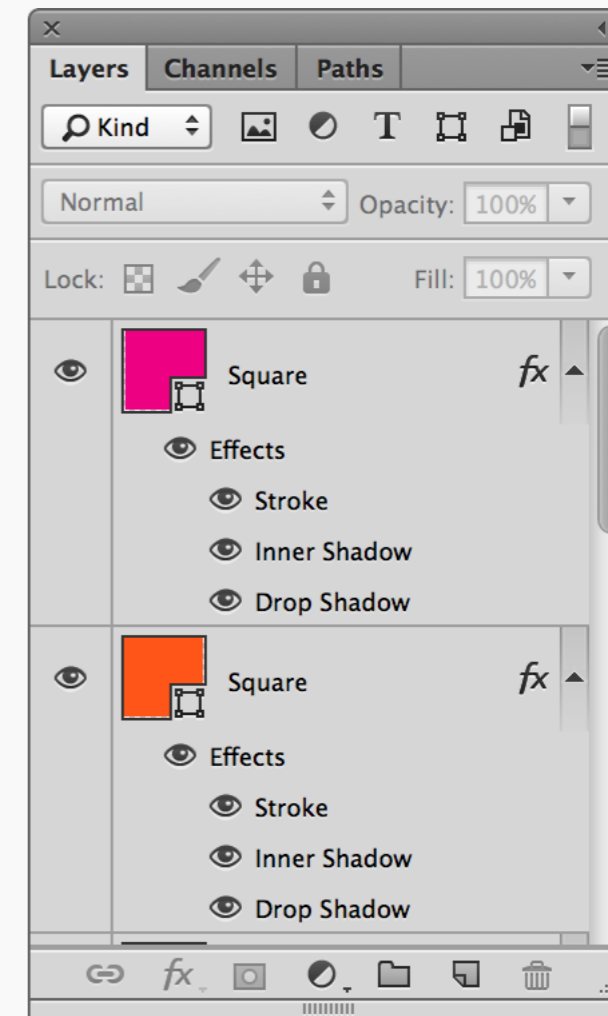 Layers Channels Paths
Kind T
Normal Opacity: 100%
Lock: Fill: 100%
Square fx
Effects
Stroke
Inner Shadow
Drop Shadow
Square fx
Effects
Stroke
Inner Shadow
Drop Shadow
fx